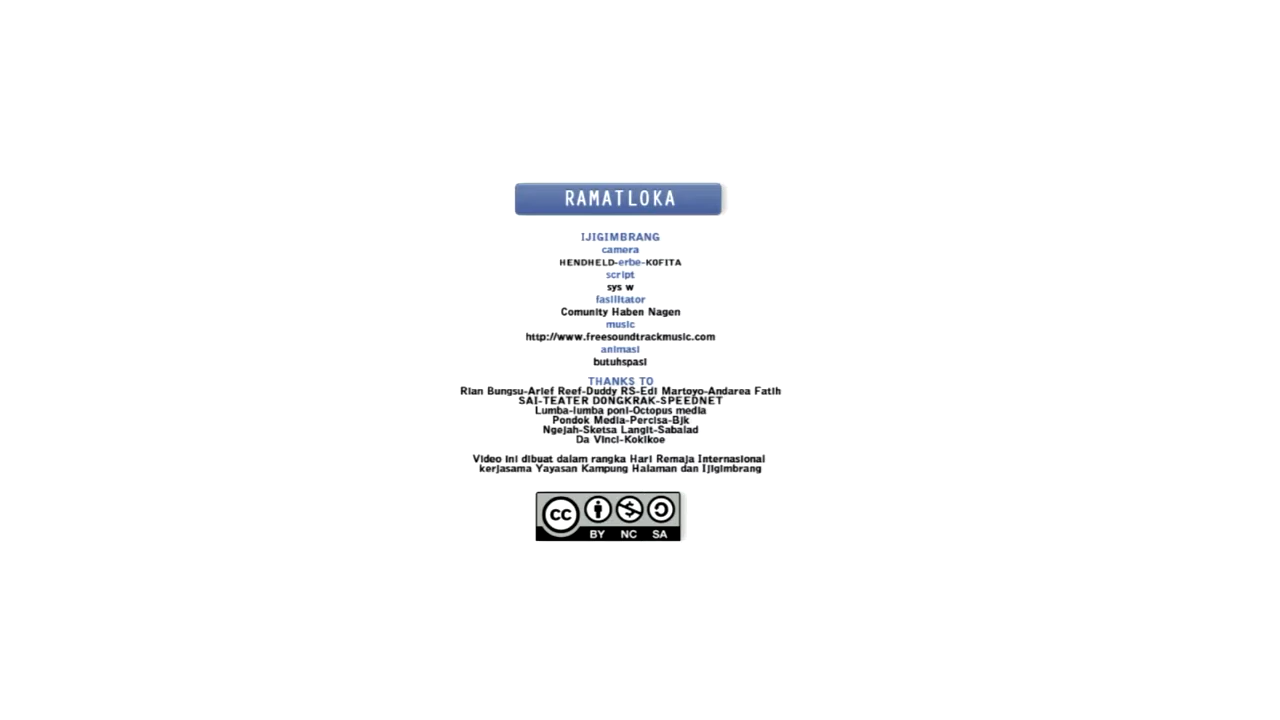 RAMATLOKA
IJIGIMBRANG
camera
HENDHELD-erbe-KOFITA
script
sys w
fasilitator
Comunity Haben Nagen
music
http://www.freesoundtrackmusic.com
animasi
butuhspasi
THANKS TO
Rian Bungsu-Arief Reef-Duddy RS-Edi Martoyo-Andarea Fatih
SAI-TEATER DONGKRAK-SPEEDNET
Lumba-lumba poni-Octopus media
Pondok Media-Percisa-Bjk
Ngejah-Sketsa Langit-Sabalad
Da Vinci-Kokikoe
Video ini dibuat dalam rangka Hari Remaja Internasional
kerjasama Yayasan Kampung Halaman dan Ijigimbrang
cc
BY NC SA